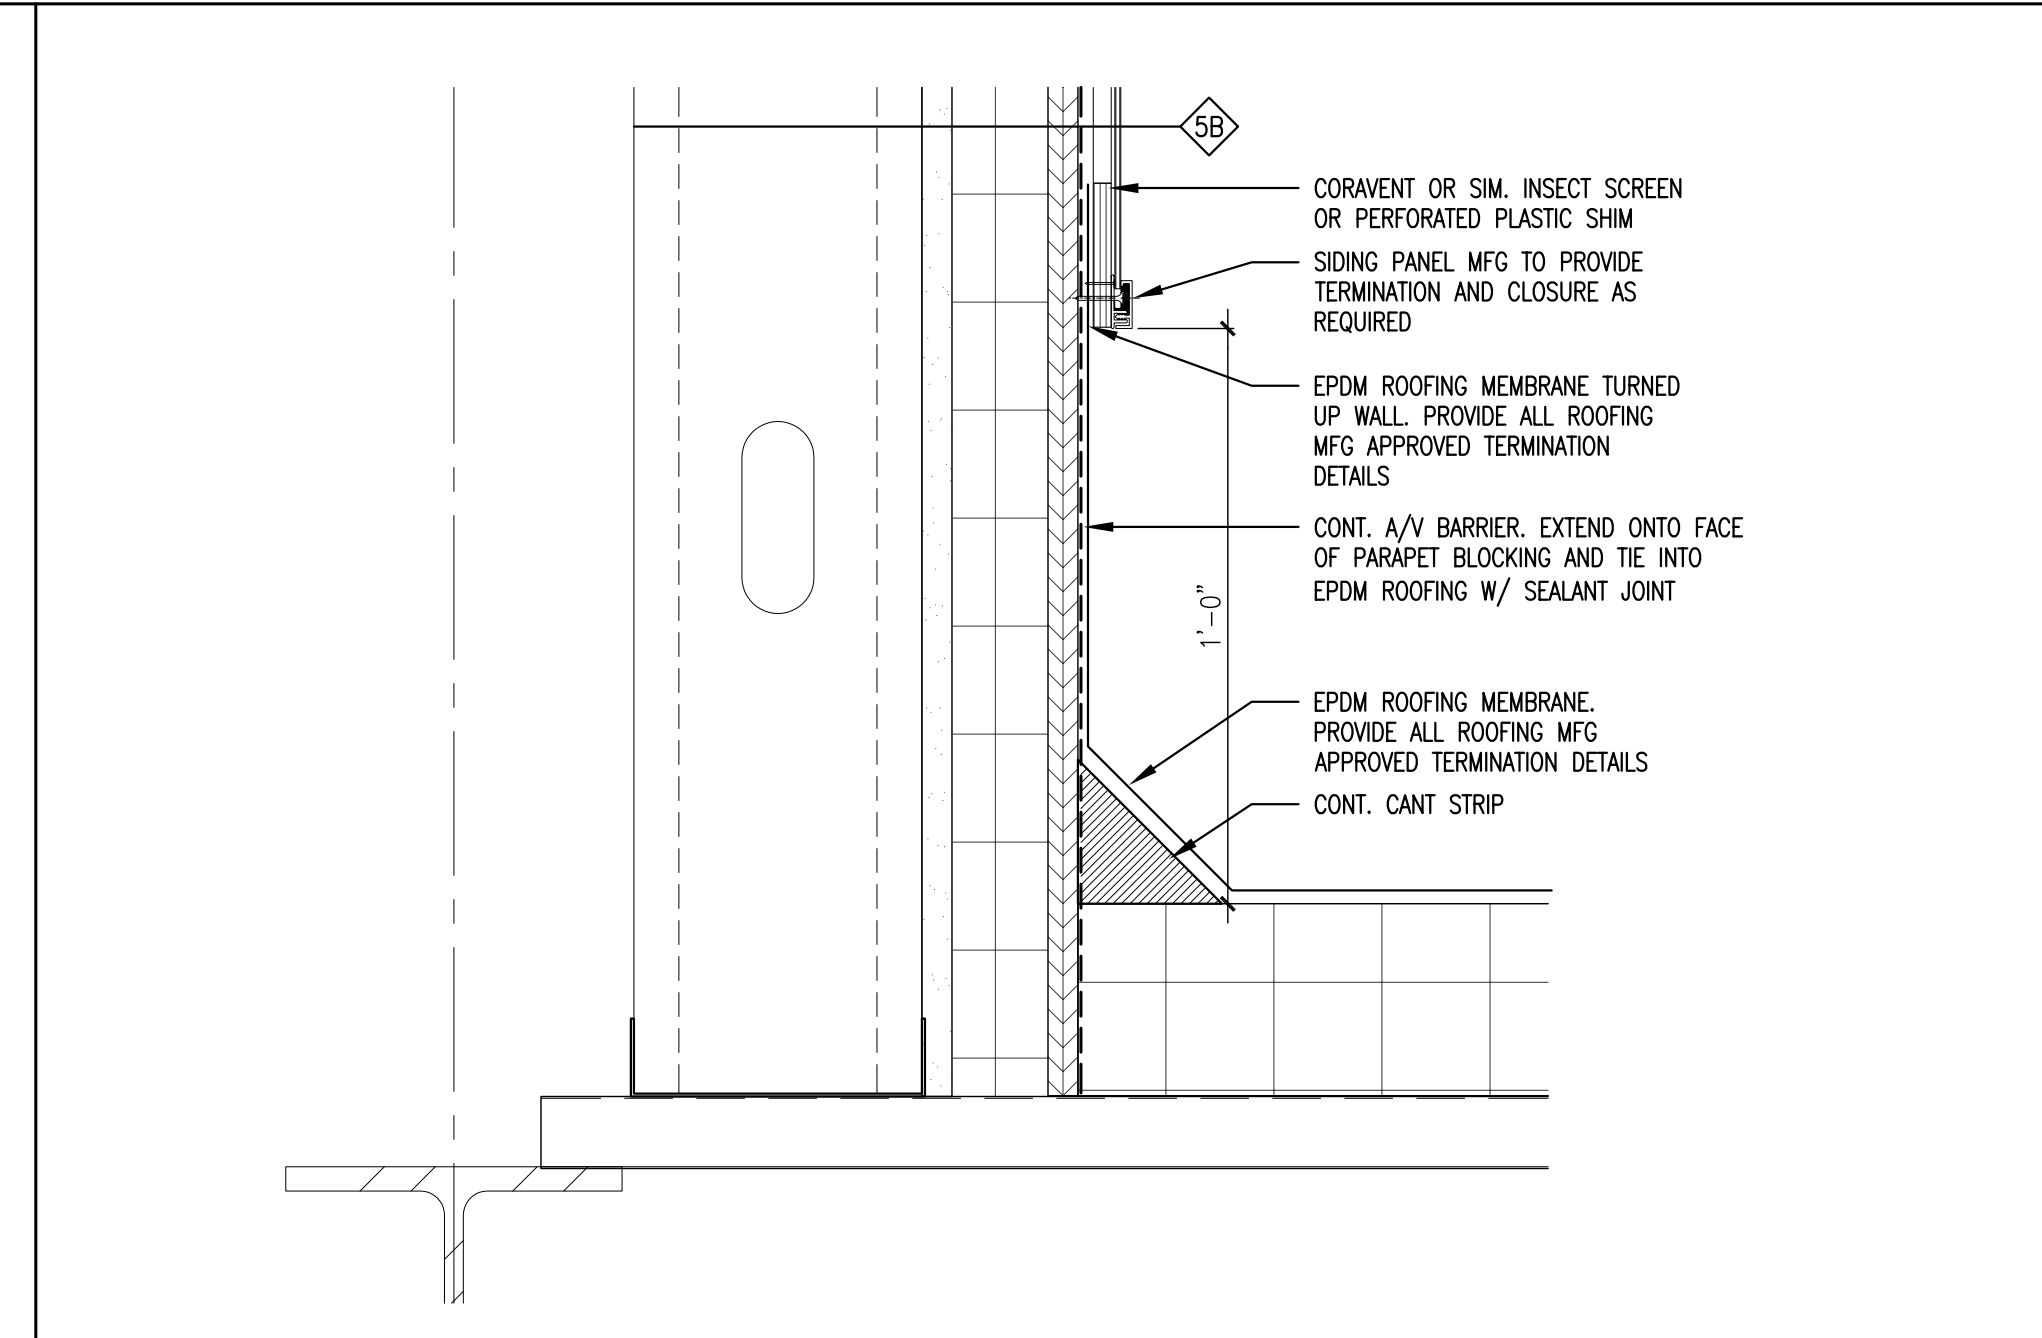 5B
CORAVENT OR SIM. INSECT SCREEN
OR PERFORATED PLASTIC SHIM
SIDING PANEL MFG TO PROVIDE
TERMINATION AND CLOSURE AS
REQUIRED
EPDM ROOFING MEMBRANE TURNED
UP WALL. PROVIDE ALL ROOFING
MFG APPROVED TERMINATION
DETAILS
CONT. A/V BARRIER. EXTEND ONTO FACE
OF PARAPET BLOCKING AND TIE INTO
EPDM ROOFING W/ SEALANT JOINT
1'-0"
EPDM ROOFING MEMBRANE.
PROVIDE ALL ROOFING MFG
APPROVED TERMINATION DETAILS
CONT. CANT STRIP